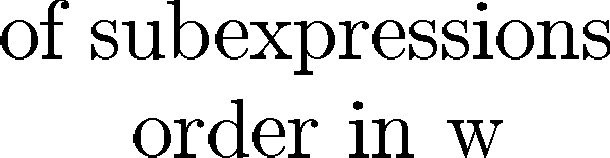 of subexpressions
order in w